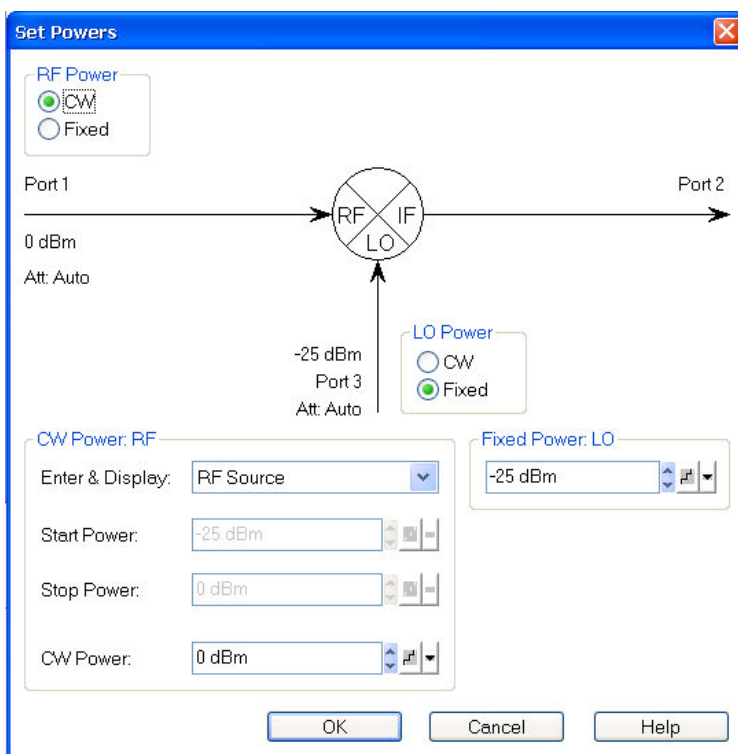 Set Powers
RF Power
CW
Fixed
Port 1
Port 2
RF
IF
LO
0 dBm
Att: Auto
-25 dBm
Port 3
Att: Auto
LO Power
CW
Fixed
CW Power: RF
Enter & Display:
RF Source
Start Power:
-25 dBm
Stop Power:
0 dBm
CW Power:
0 dBm
Fixed Power: LO
-25 dBm
OK
Cancel
Help